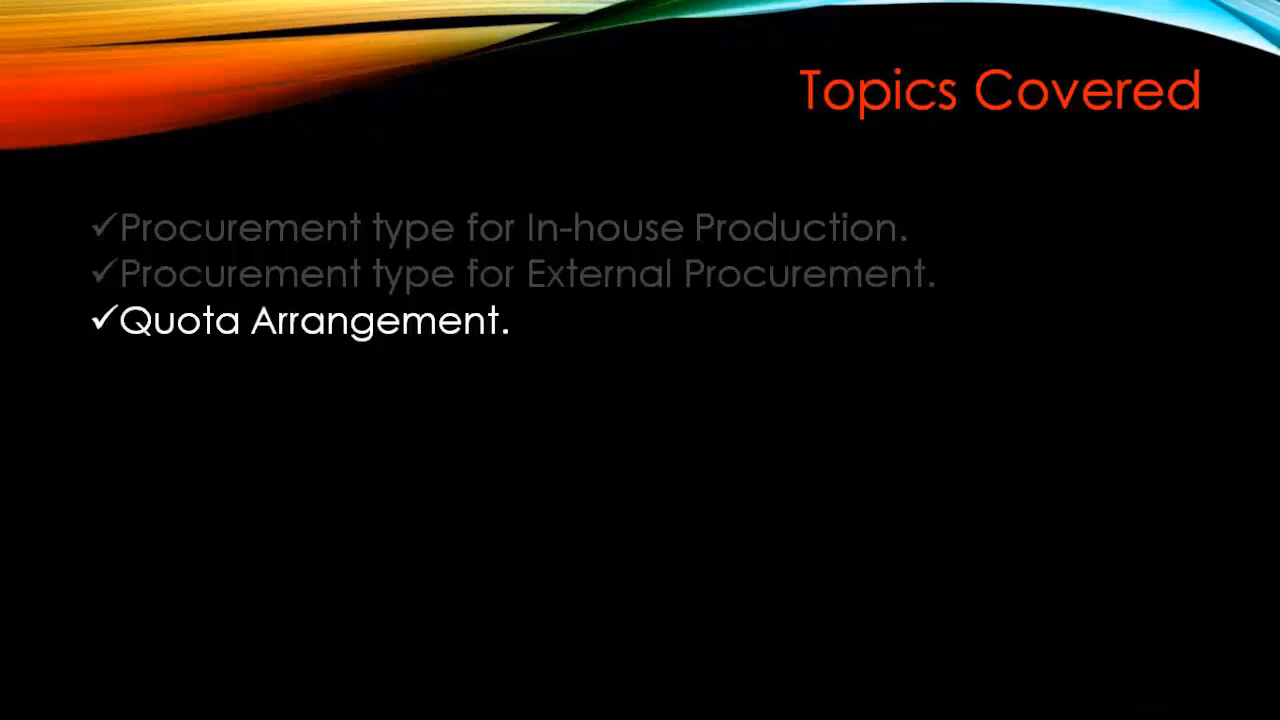 Topics Covered
✓Procurement type for In-house Production.
✓Procurement type for External Procurement.
✓Quota Arrangement.